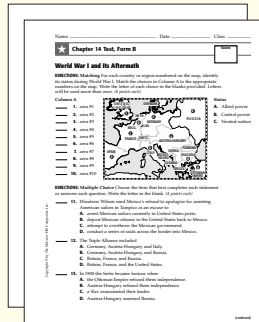 Name Date Class
Chapter 14 Test, Form B
World War I and Its Aftermath
DIRECTIONS: Matching For each country or region numbered on the map, identify
its status during World War I. Match the choices in Column A to the appropriate
numbers on the map. Write the letter of each choice in the blanks provided. Letters
will be used more than once. (4 points each)
Column A
Status
1. area #1
A. Allied power
2. area #2
B. Central power
3. area #3
C. Neutral nation
4. area #4
5. area #5
6. area #6
7. area #7
8. area #8
9. area #9
10. area #10
RUSSIA
GERMANY
AUSTRIA-HUNGARY
DIRECTIONS: Multiple Choice Choose the item that best completes each statement
or answers each question. Write the letter in the blank. (4 points each)
11. Woodrow Wilson used Mexico's refusal to apologize for arresting
American sailors in Tampico as an excuse to
A. arrest Mexican sailors currently in United States ports.
B. deport Mexican citizens in the United States back to Mexico.
C. attempt to overthrow the Mexican government.
D. conduct a series of raids across the border into Mexico.
12. The Triple Alliance included
A. Germany, Austria-Hungary, and Italy.
B. Germany, Austria-Hungary, and Russia.
C. Britain, France, and Russia.
D. Britain, France, and the United States.
13. In 1908 the Serbs became furious when
A. the Ottoman Empire refused them independence.
B. Austria-Hungary refused them independence.
C. a Slav assassinated their leader.
D. Austria-Hungary annexed Bosnia.
(continued)